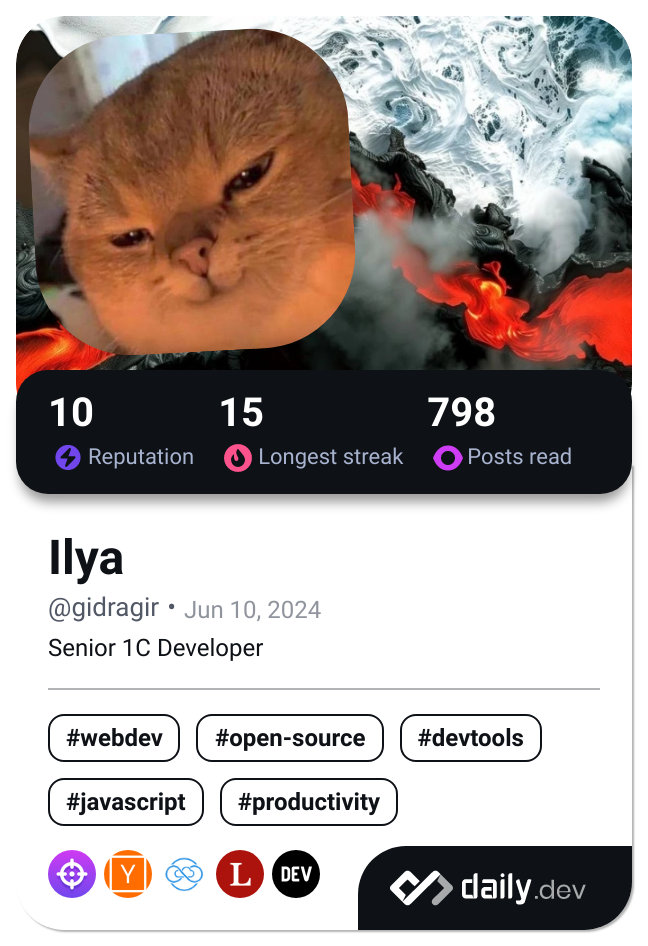 10 15 798
Reputation Longest streak Posts read
Ilya
@gidragir • Jun 10, 2024
Senior 1C Developer
#webdev #open-source #devtools
#javascript #productivity
Y L DEV
daily.dev